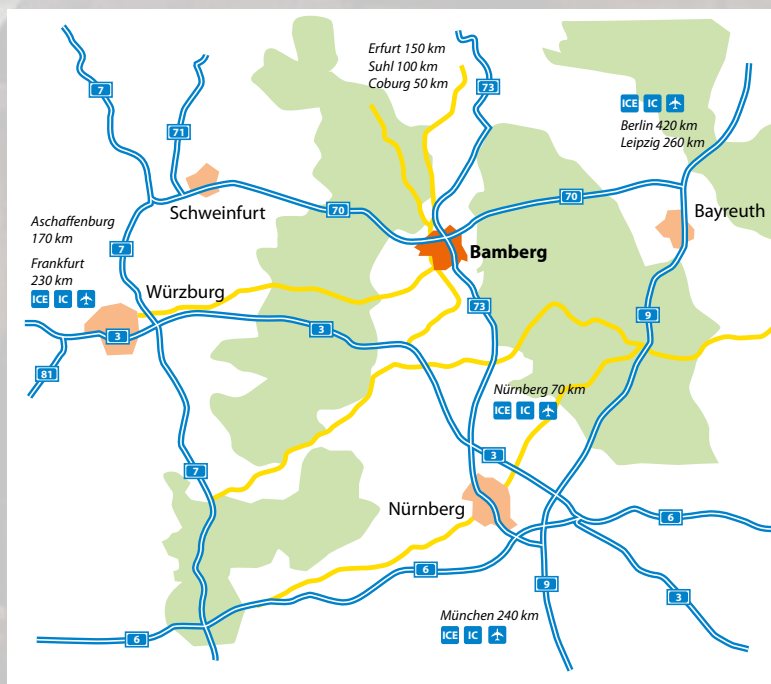 Erfurt 150 km
Suhl 100 km
Coburg 50 km
73
7
71
ICE IC
Berlin 420 km
Leipzig 260 km
Schweinfurt
70
70
Bayreuth
Aschaffenburg
170 km
7
Bamberg
Frankfurt
230 km
ICE IC
Würzburg
73
9
3
3
81
Nürnberg 70 km
ICE IC
3
7
Nürnberg
6
6
9
3
München 240 km
ICE IC
6